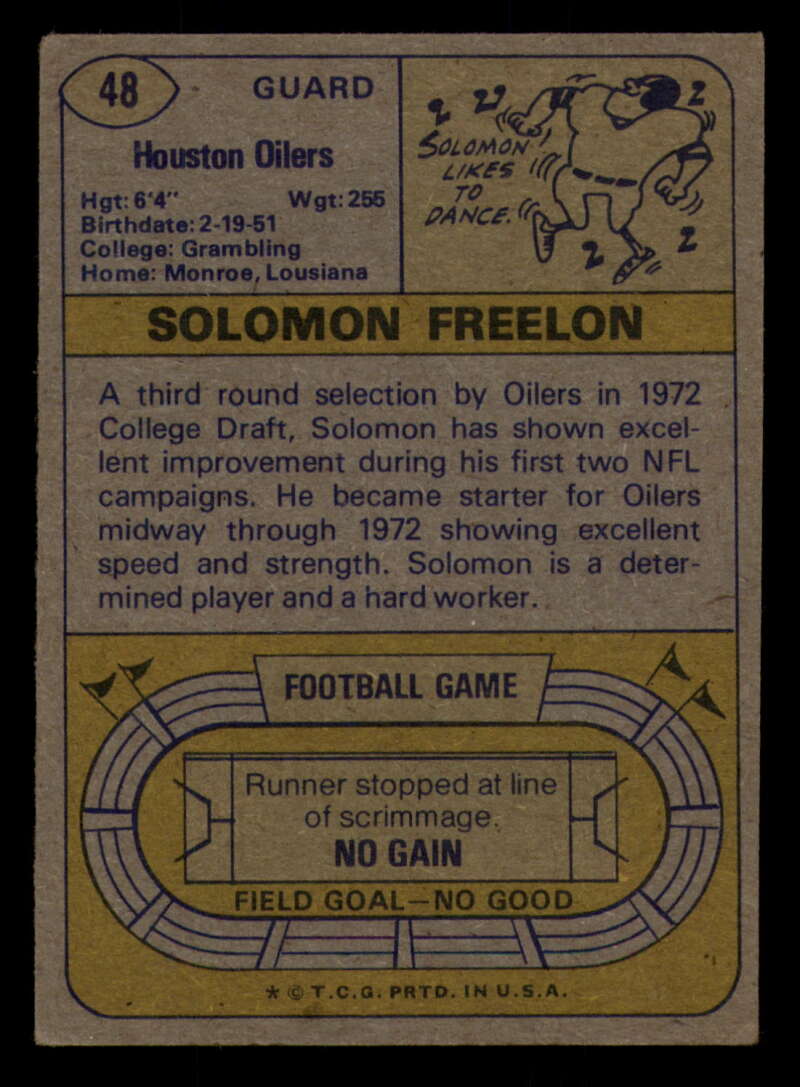 48
GUARD
Houston Oilers
Hgt: 6'4" Wgt: 255
Birthdate: 2-19-51
College: Grambling
Home: Monroe, Lousiana
SOLOMON
LIKES
TO
DANCE.
SOLOMON FREELON
A third round selection by Oilers in 1972
College Draft, Solomon has shown excel-
lent improvement during his first two NFL
campaigns. He became starter for Oilers
midway through 1972 showing excellent
speed and strength. Solomon is a deter-
mined player and a hard worker.
FOOTBALL GAME
Runner stopped at line
of scrimmage.
NO GAIN
FIELD GOAL—NO GOOD
* © T.C.G. PRTD. IN U.S.A.